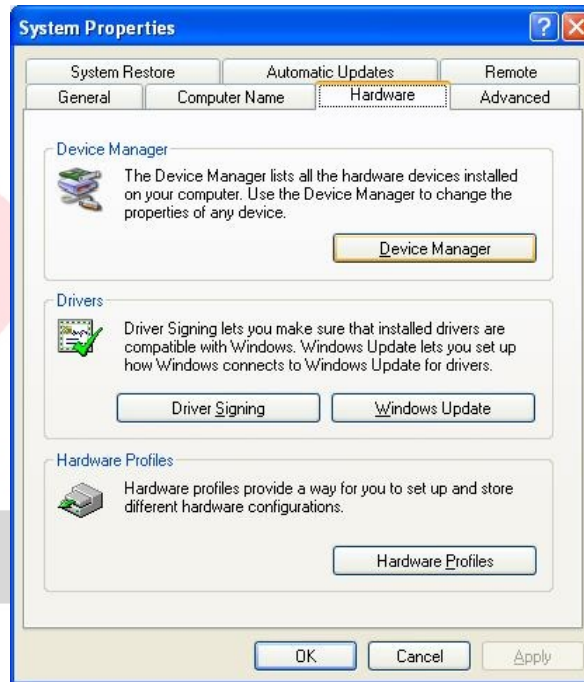 System Properties
System Restore Automatic Updates Remote
General Computer Name Hardware Advanced
Device Manager
The Device Manager lists all the hardware devices installed
on your computer. Use the Device Manager to change the
properties of any device.
Device Manager
Drivers
Driver Signing lets you make sure that installed drivers are
compatible with Windows. Windows Update lets you set up
how Windows connects to Windows Update for drivers.
Driver Signing Windows Update
Hardware Profiles
Hardware profiles provide a way for you to set up and store
different hardware configurations.
Hardware Profiles
OK Cancel Apply